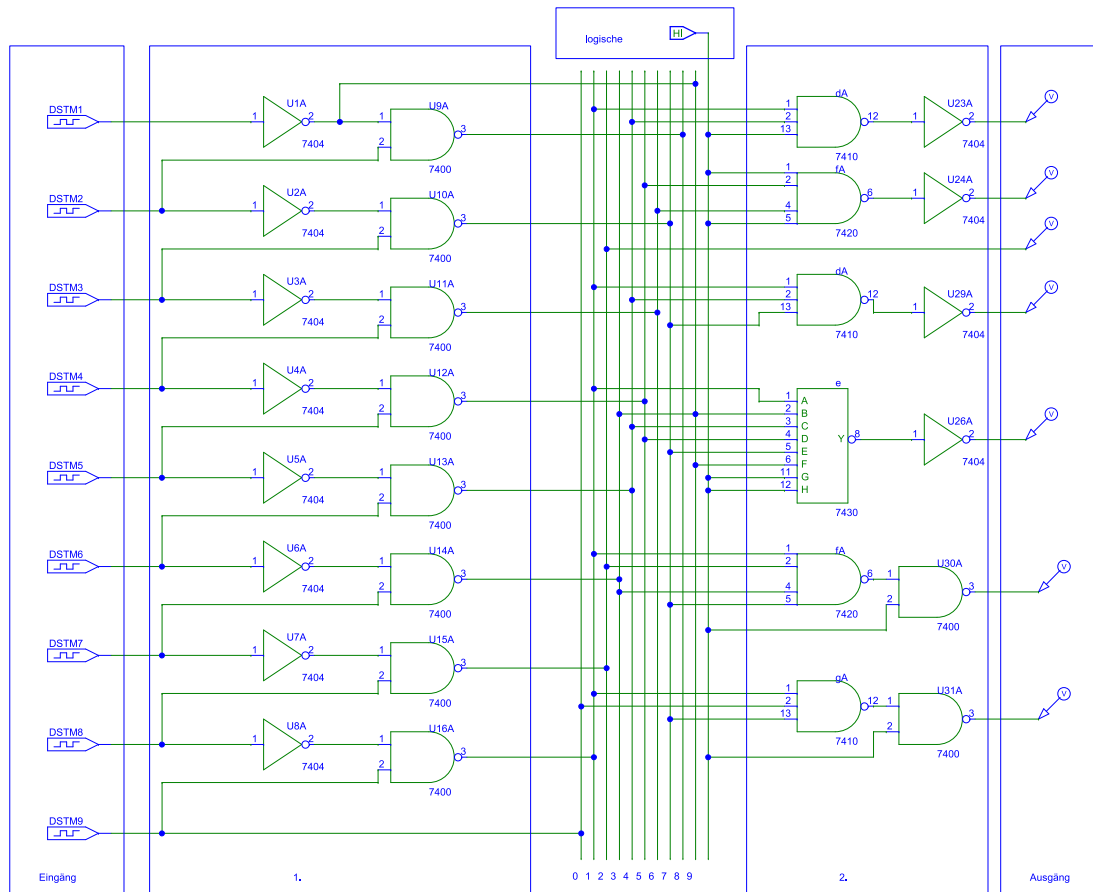 logische
HI
DSTM1
1
U1A
2
7404
1
2
U9A
3
7400
DSTM2
1
U2A
2
7404
1
2
U10A
3
7400
DSTM3
1
U3A
2
7404
1
2
U11A
3
7400
DSTM4
1
U4A
2
7404
1
2
U12A
3
7400
DSTM5
1
U5A
2
7404
1
2
U13A
3
7400
DSTM6
1
U6A
2
7404
1
2
U14A
3
7400
DSTM7
1
U7A
2
7404
1
2
U15A
3
7400
DSTM8
1
U8A
2
7404
1
2
U16A
3
7400
DSTM9
1
2
13
dA
12
7410
1
U23A
2
7404
V
1
2
4
5
fA
6
7420
1
U24A
2
7404
V
V
1
2
13
dA
12
7410
1
U29A
2
7404
V
e
1 A
2 B
3 C
4 D
5 E
6 F
11 G
12 H
Y 8
7430
1
U26A
2
7404
V
1
2
4
5
fA
6
7420
1
2
U30A
3
7400
V
1
2
13
gA
12
7410
1
2
U31A
3
7400
V
Eingäng
1.
0 1 2 3 4 5 6 7 8 9
2.
Ausgäng